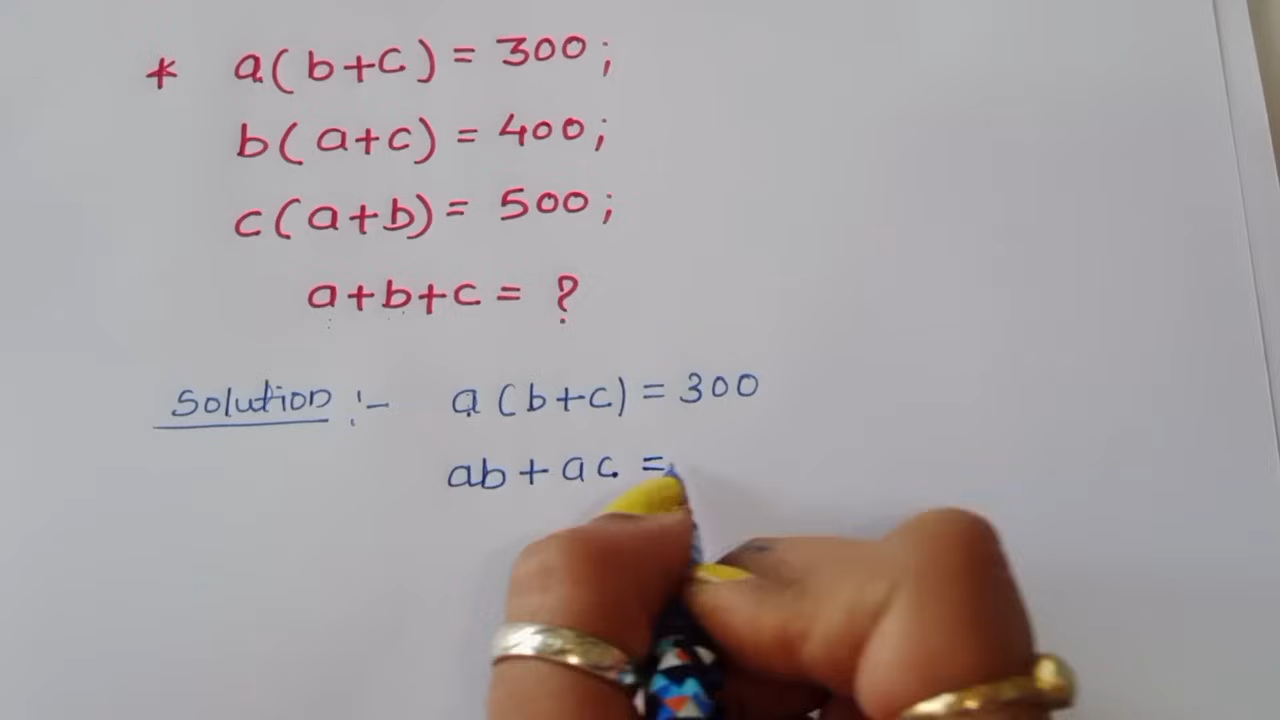 * a(b+c) = 300;
b(a+c) = 400;
c(a+b) = 500;
a+b+c = ?
Solution :- a(b+c) = 300
ab+ac =